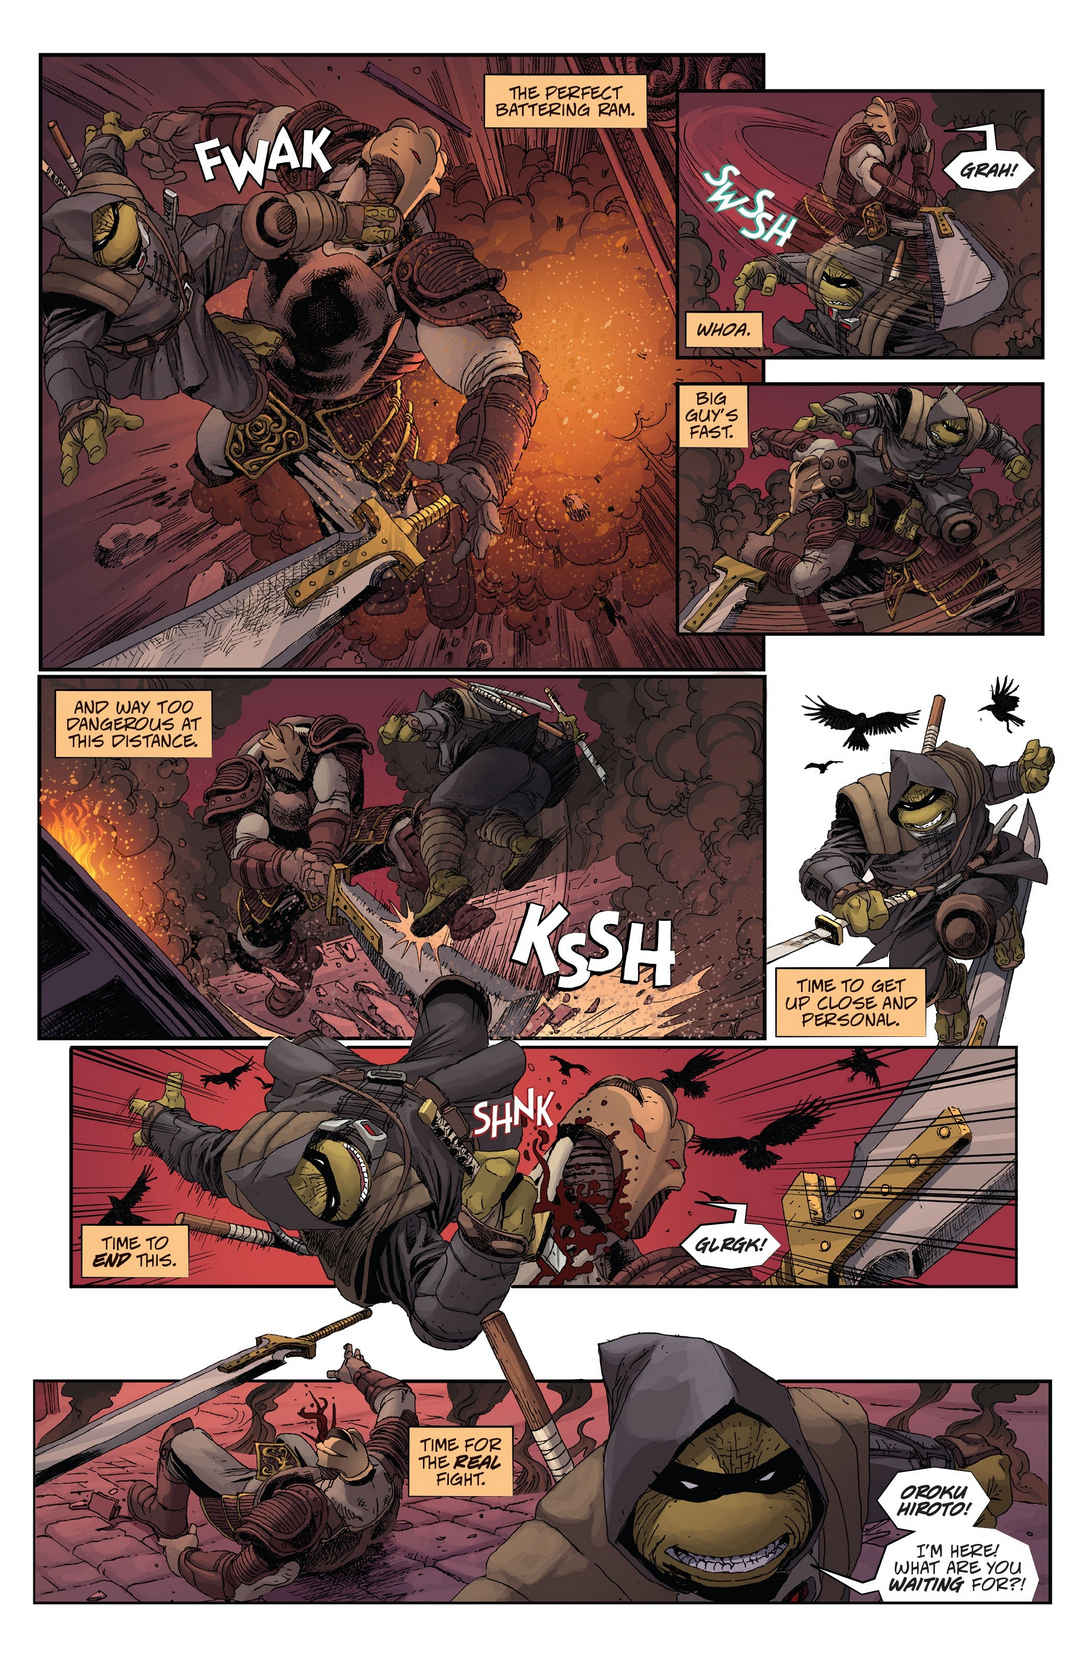 THE PERFECT
BATTERING RAM.
FWAK
GRAH!
SWSSH
WHOA.
BIG
GUY'S
FAST.
AND WAY TOO
DANGEROUS AT
THIS DISTANCE.
KSSH
TIME TO GET
UP CLOSE AND
PERSONAL.
SHNK
TIME TO
END THIS.
GLRGK!
TIME FOR
THE REAL
FIGHT.
OROKU
HIROTO!
I'M HERE!
WHAT ARE YOU
WAITING FOR?!